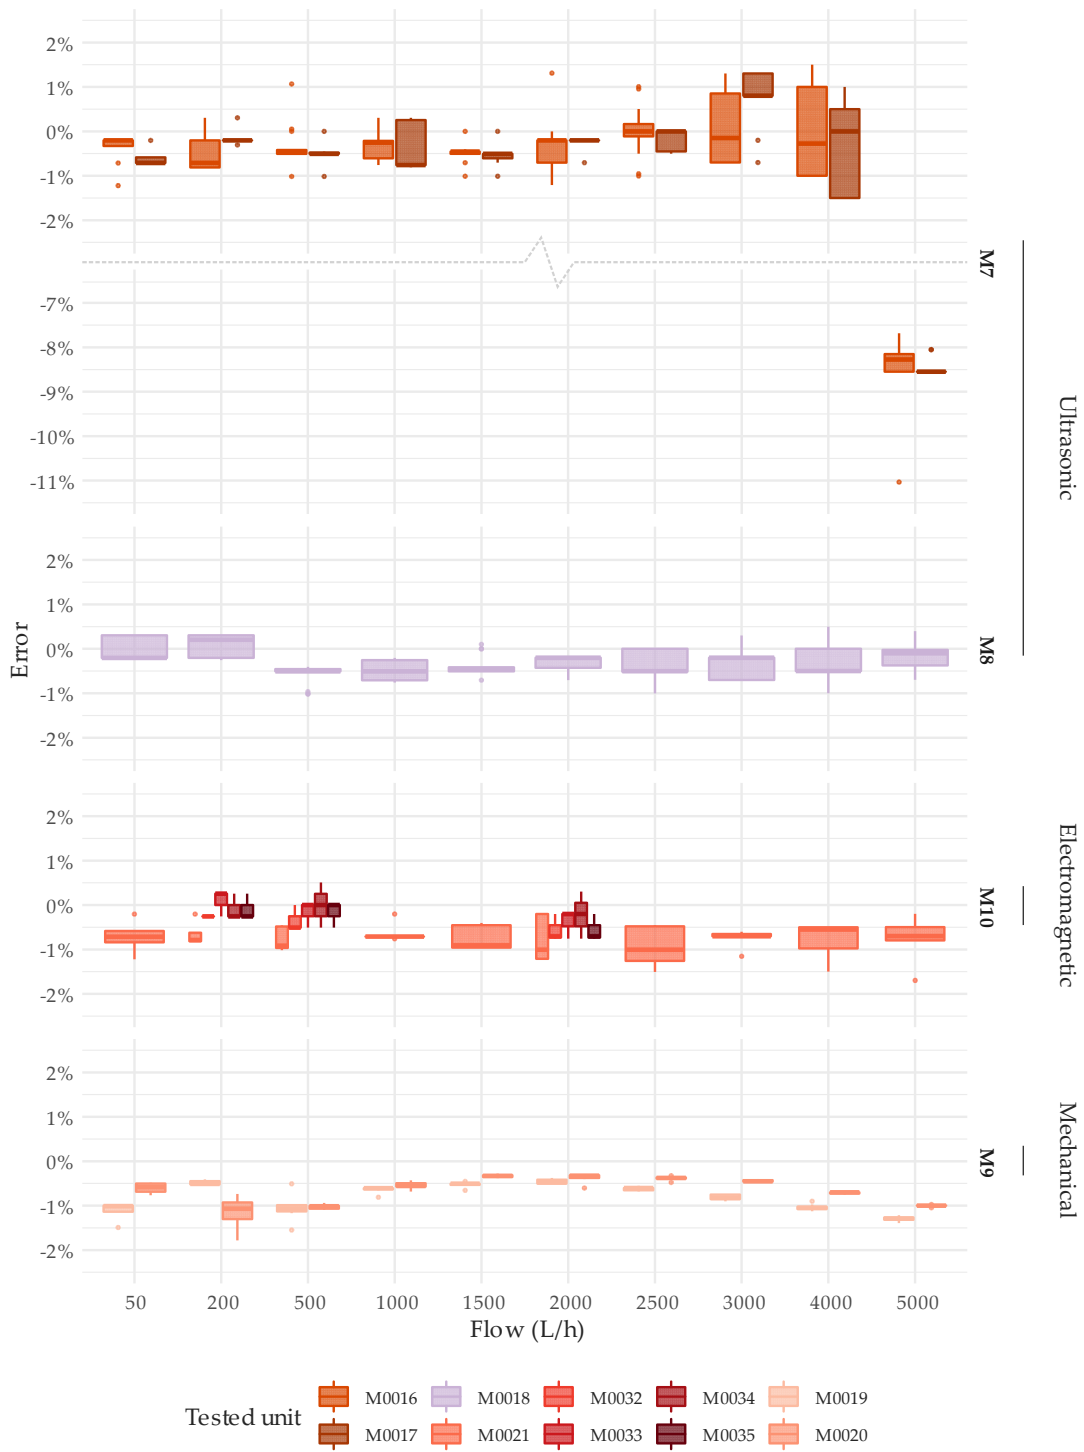 2%
1%
0%
-1%
-2%
M7
-7%
-8%
-9%
-10%
-11%
Ultrasonic
2%
1%
0%
-1%
-2%
M8
Error
2%
1%
0%
-1%
-2%
M10
Electromagnetic
2%
1%
0%
-1%
-2%
M9
Mechanical
50 200 500 1000 1500 2000 2500 3000 4000 5000
Flow (L/h)
Tested unit
M0016 M0018 M0032 M0034 M0019
M0017 M0021 M0033 M0035 M0020